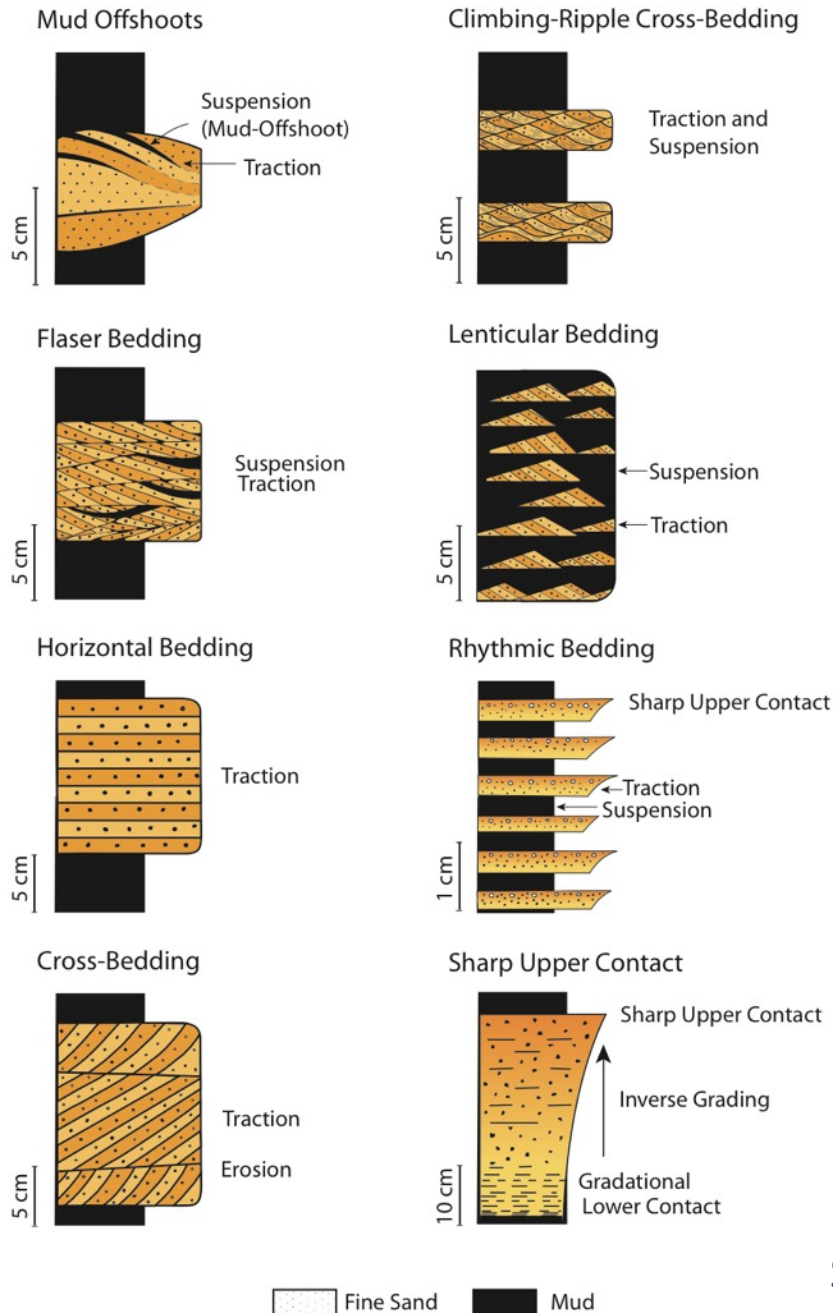 Mud Offshoots
Suspension
(Mud-Offshoot)
Traction
5 cm
Climbing-Ripple Cross-Bedding
Traction and
Suspension
5 cm
Flaser Bedding
Suspension
Traction
5 cm
Lenticular Bedding
Suspension
Traction
5 cm
Horizontal Bedding
Traction
5 cm
Rhythmic Bedding
Sharp Upper Contact
Traction
Suspension
1 cm
Cross-Bedding
Traction
Erosion
5 cm
Sharp Upper Contact
Sharp Upper Contact
Inverse Grading
Gradational
Lower Contact
10 cm
Fine Sand
Mud